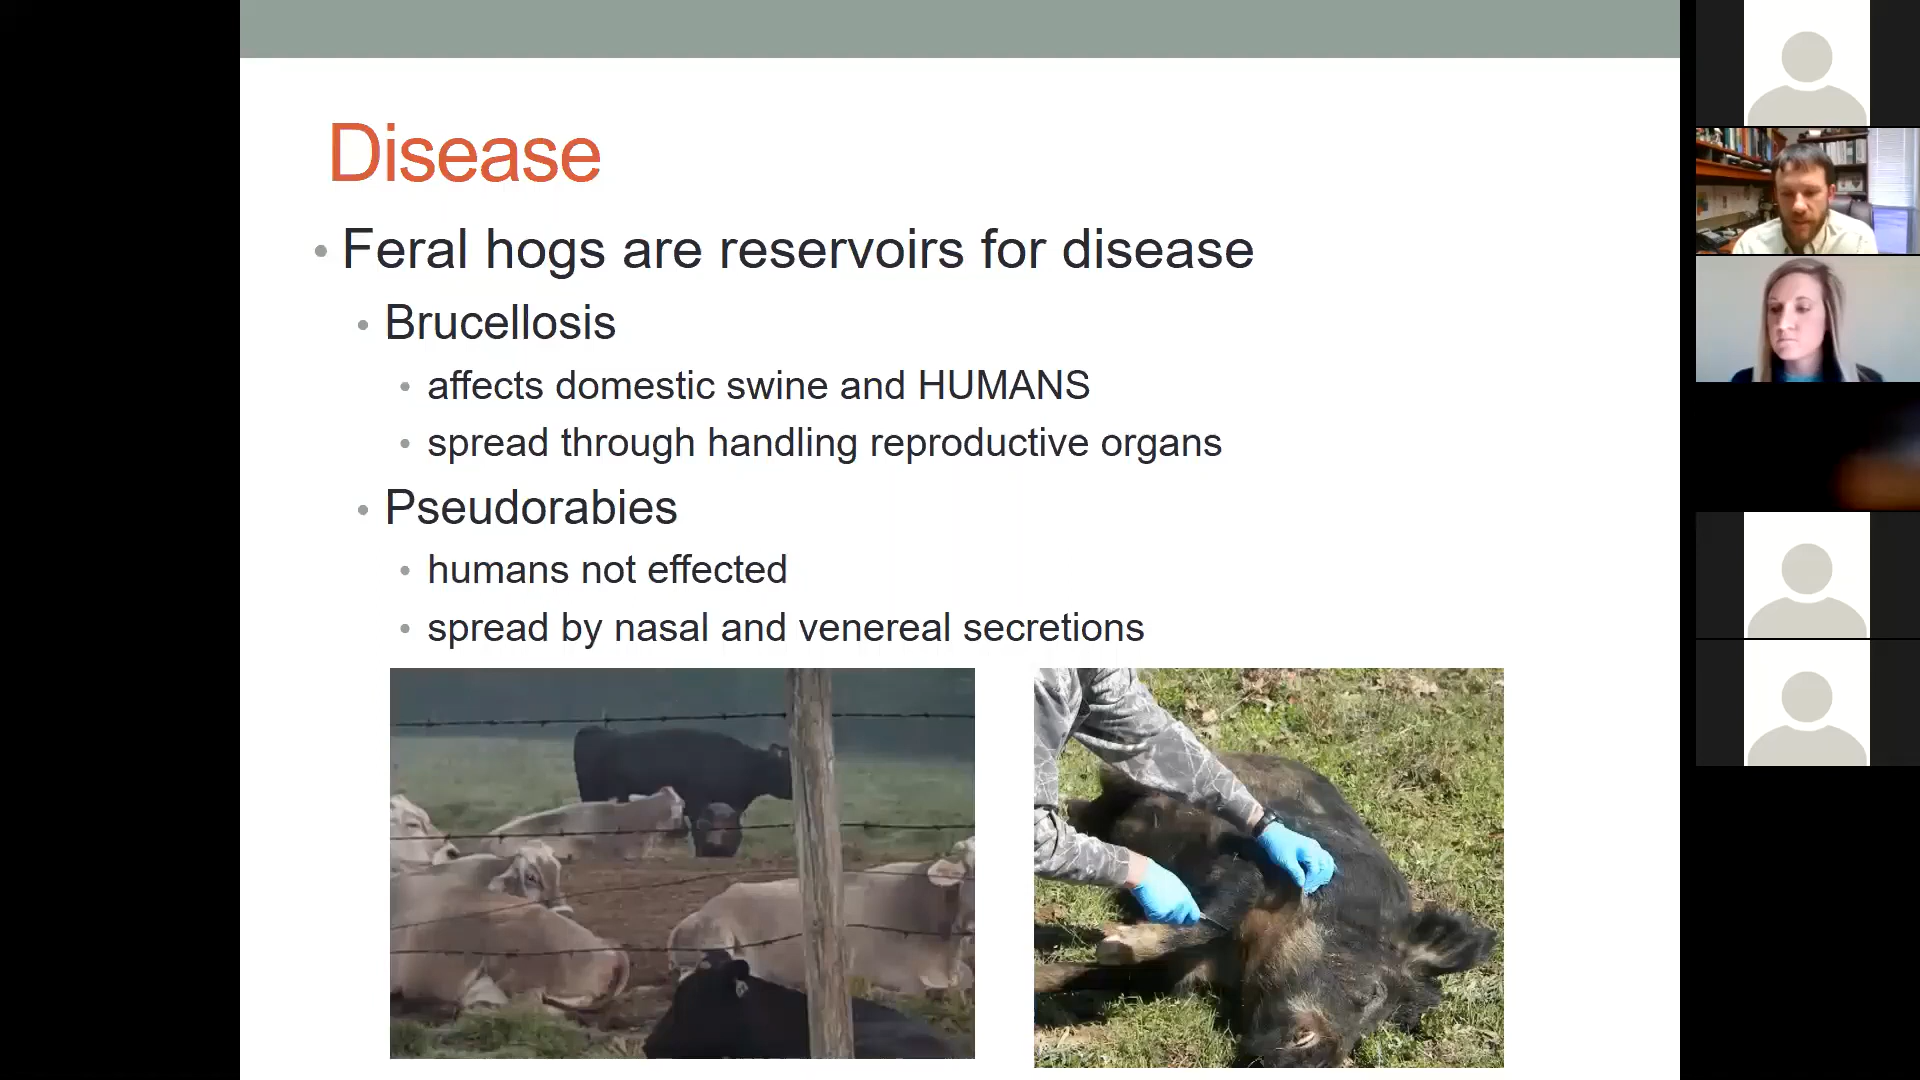 Disease
Feral hogs are reservoirs for disease
Brucellosis
affects domestic swine and HUMANS
spread through handling reproductive organs
Pseudorabies
humans not effected
spread by nasal and venereal secretions